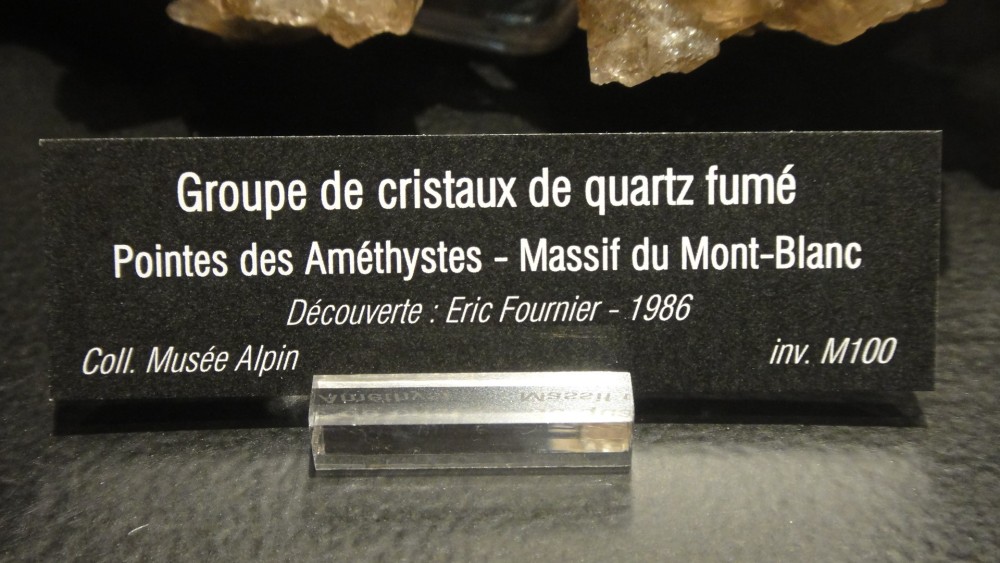 Groupe de cristaux de quartz fumé
Pointes des Améthystes - Massif du Mont-Blanc
Découverte : Eric Fournier - 1986
Coll. Musée Alpin inv. M100